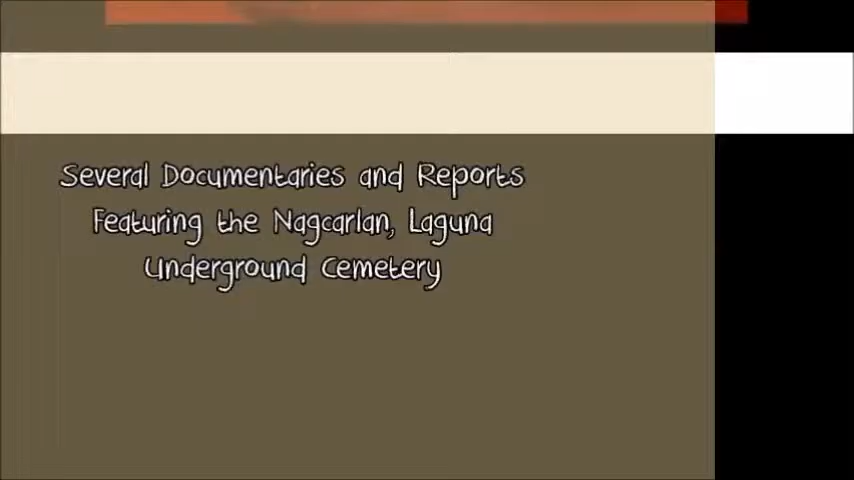 Several Documentaries and Reports
Featuring the Nagcarlan, Laguna
Underground Cemetery